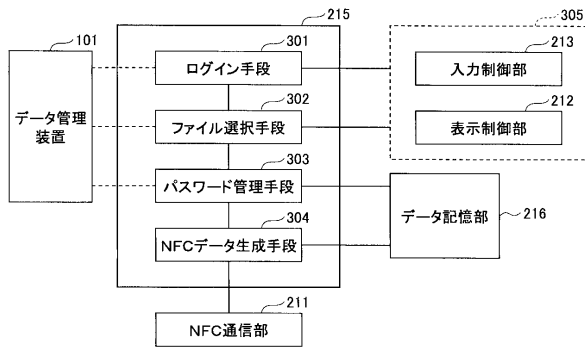 215
305
101
301
213
ログイン手段
入力制御部
302
212
データ管理
装置
ファイル選択手段
表示制御部
303
パスワード管理手段
304
データ記憶部
216
NFCデータ生成手段
211
NFC通信部